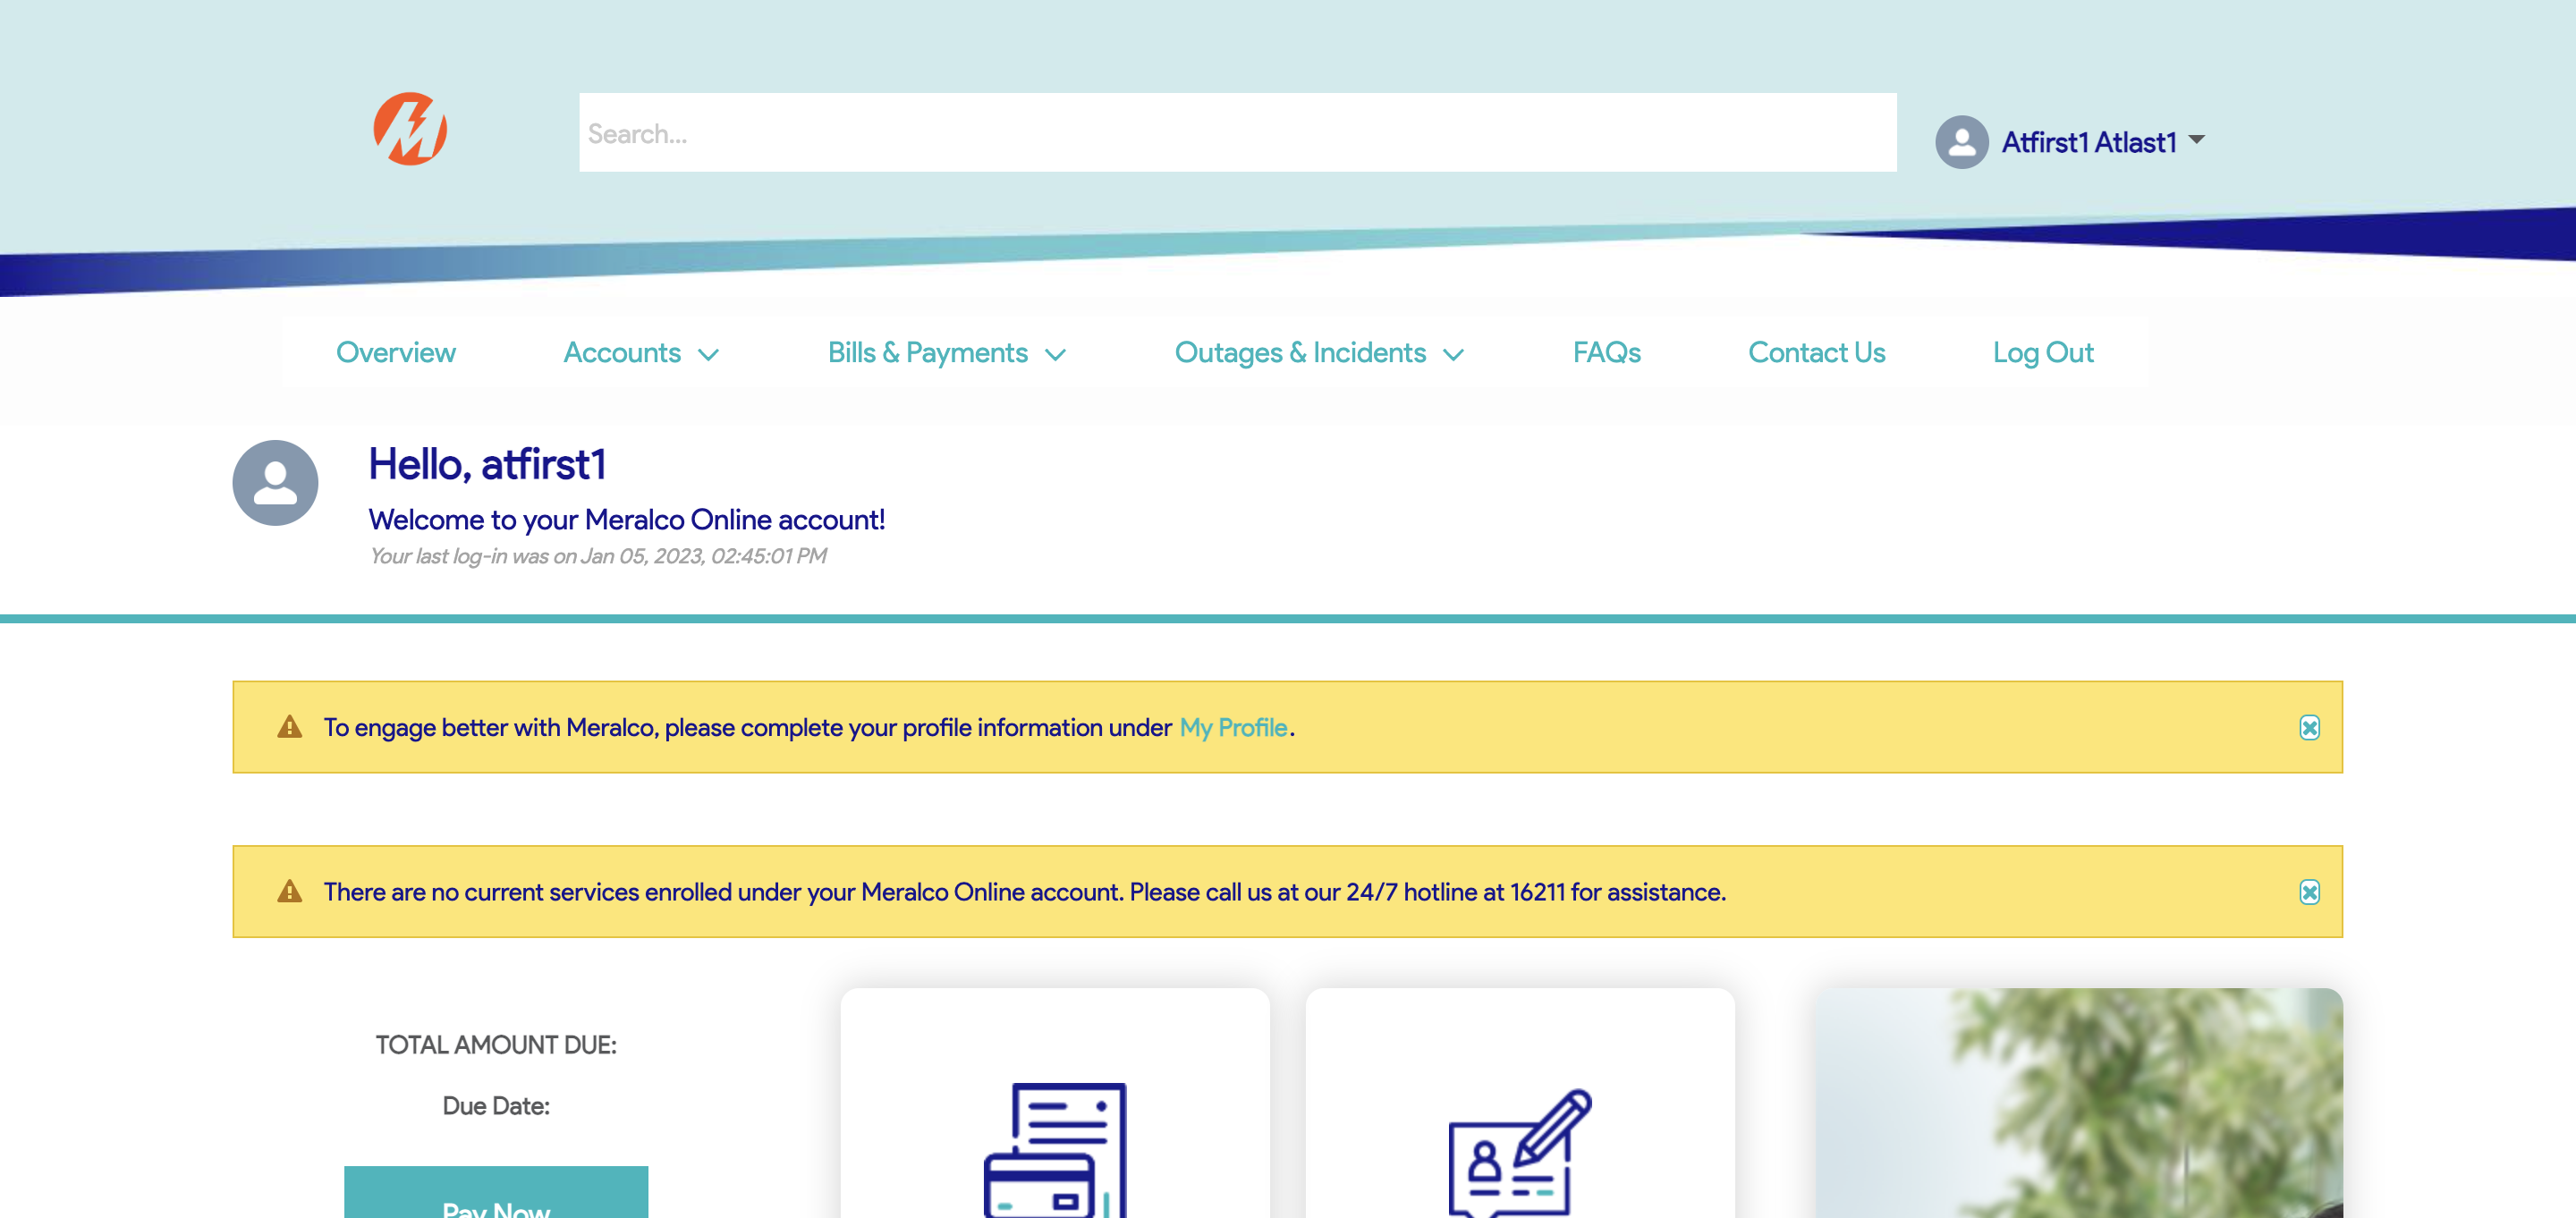 Search...
Atfirst1 Atlast1
Overview
Accounts
Bills & Payments
Outages & Incidents
FAQs
Contact Us
Log Out
Hello, atfirst1
Welcome to your Meralco Online account!
Your last log-in was on Jan 05, 2023, 02:45:01 PM
To engage better with Meralco, please complete your profile information under My Profile.
There are no current services enrolled under your Meralco Online account. Please call us at our 24/7 hotline at 16211 for assistance.
TOTAL AMOUNT DUE:
Due Date:
Pay Now